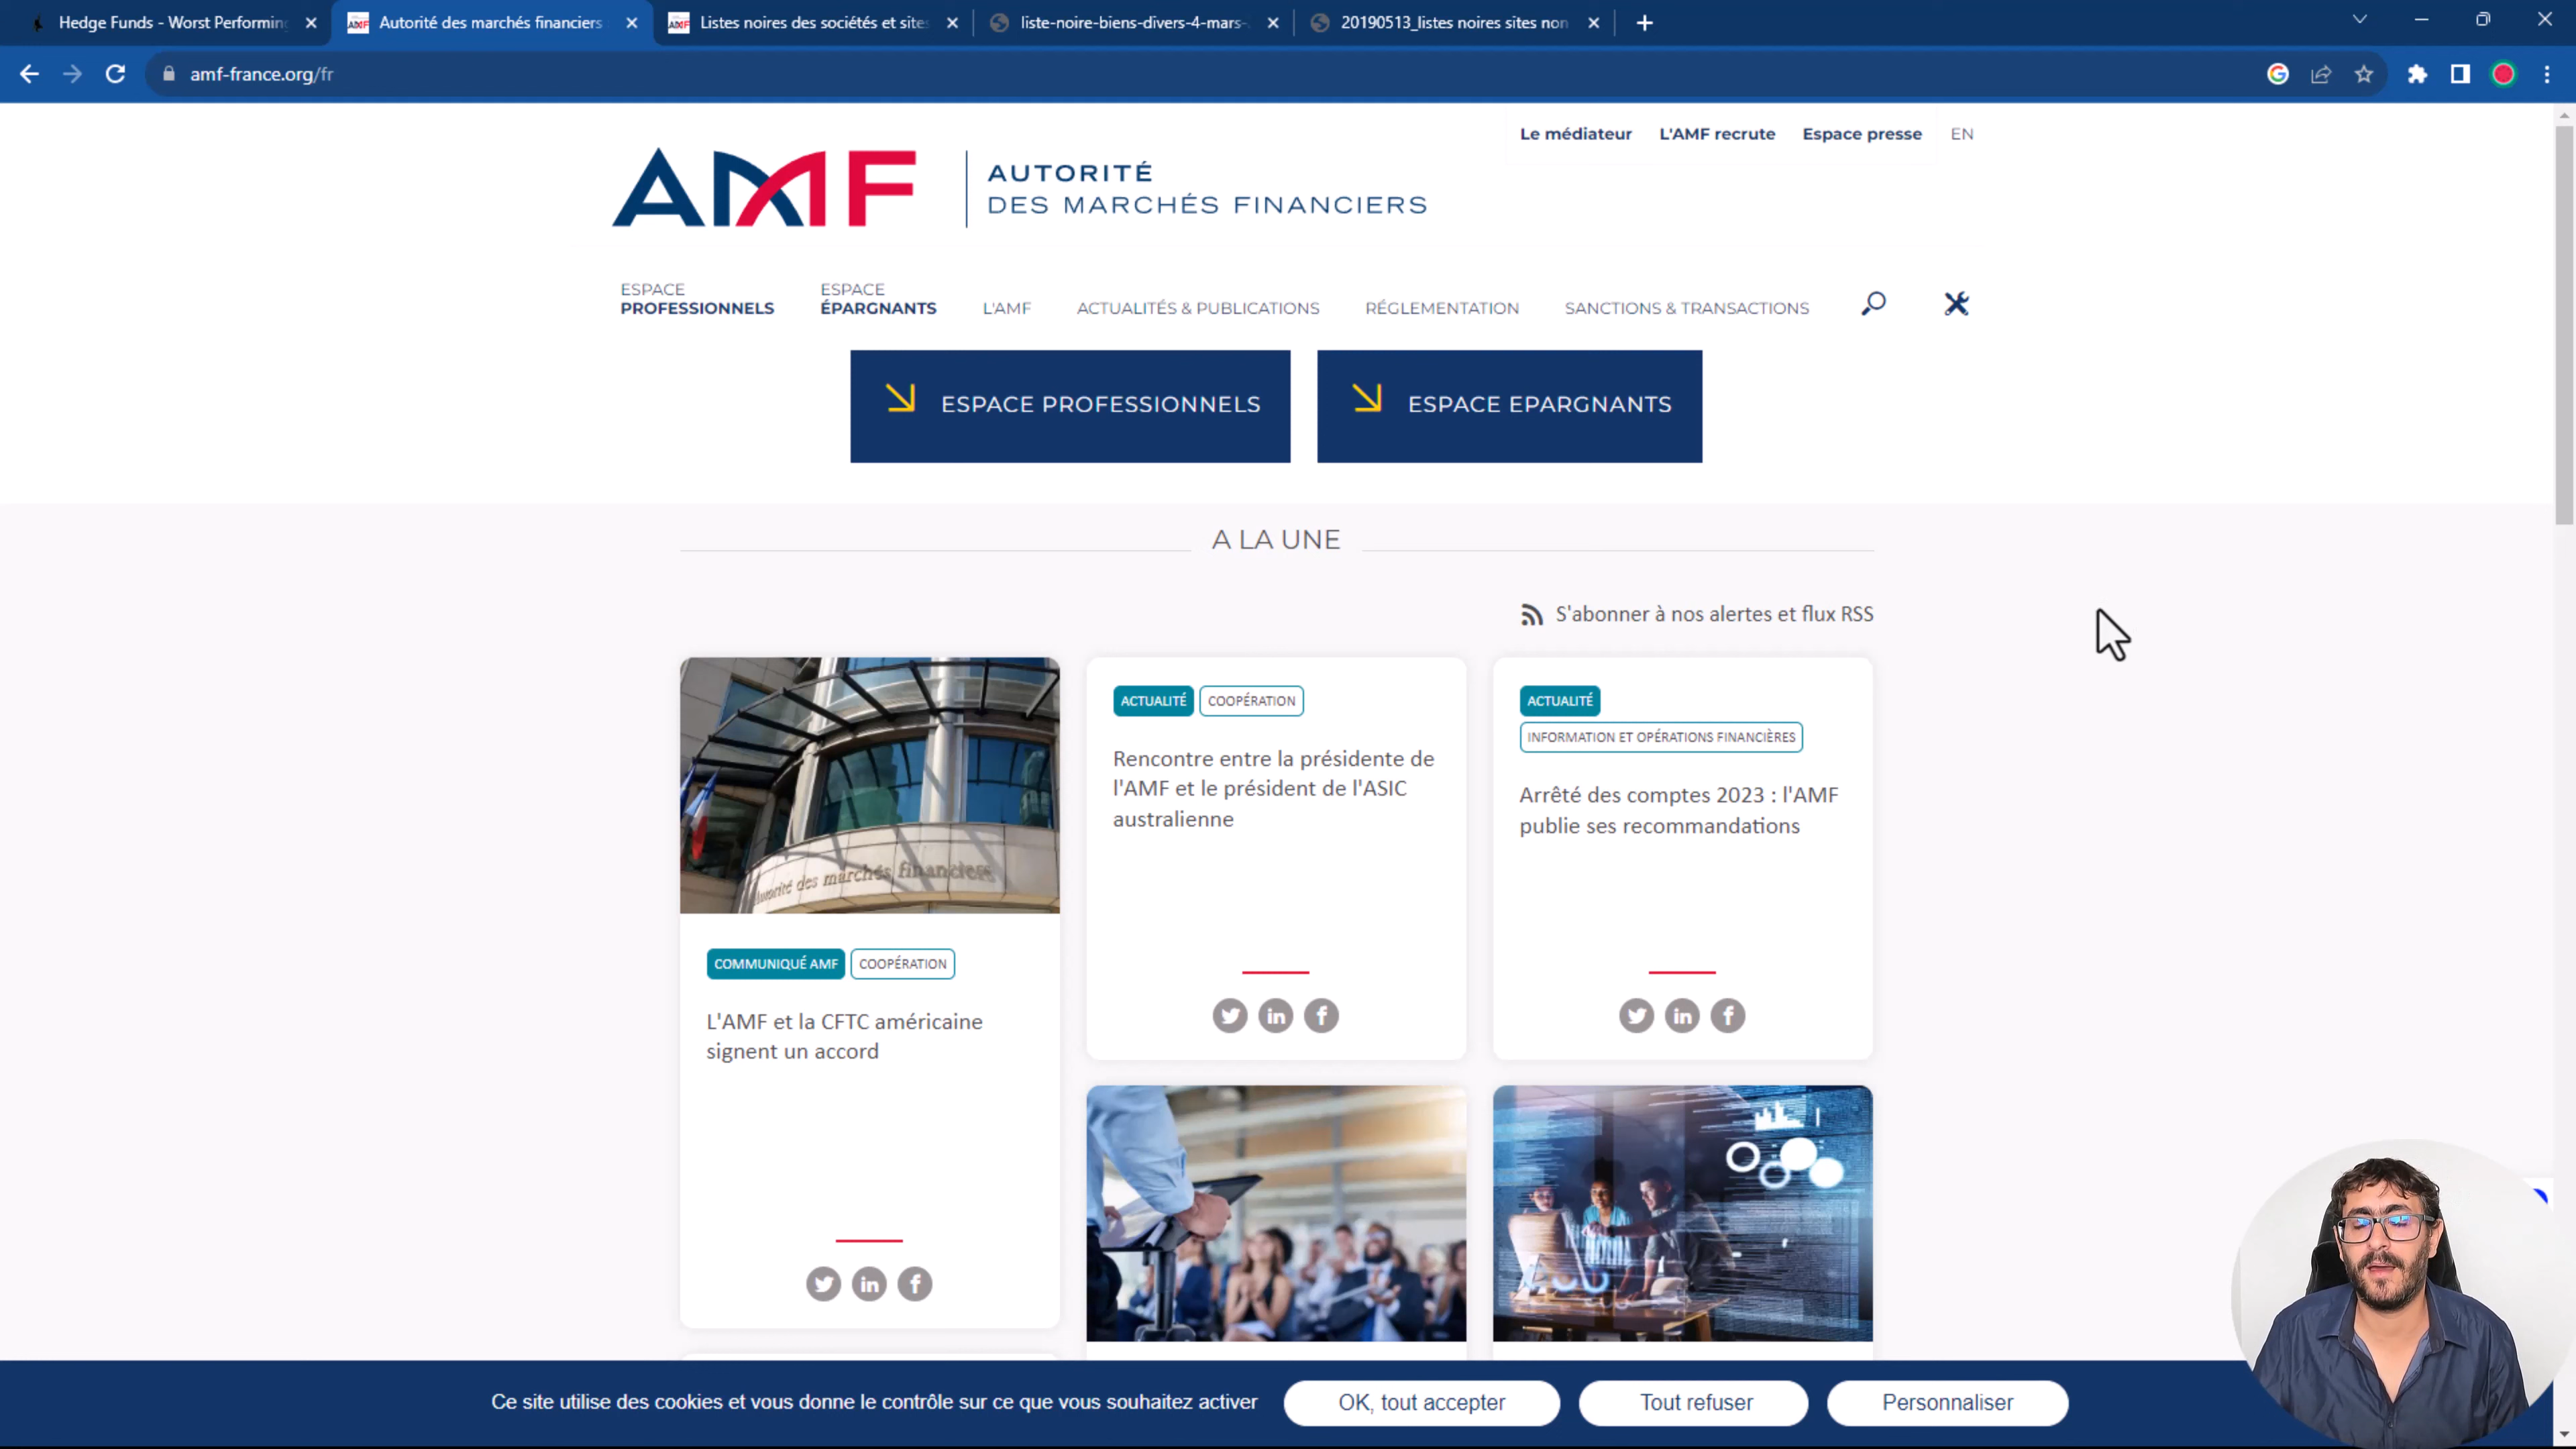 Hedge Funds - Worst Performing
Autorité des marchés financiers
Listes noires des sociétés et sites
liste-noire-biens-divers-4-mars-
20190513_listes noires sites non
amf-france.org/fr
Le médiateur
L'AMF recrute
Espace presse
EN
AMF
AUTORITÉ
DES MARCHÉS FINANCIERS
ESPACE
PROFESSIONNELS
ESPACE
ÉPARGNANTS
L'AMF
ACTUALITÉS & PUBLICATIONS
RÉGLEMENTATION
SANCTIONS & TRANSACTIONS
ESPACE PROFESSIONNELS
ESPACE EPARGNANTS
A LA UNE
S'abonner à nos alertes et flux RSS
Autorité des marchés financiers
COMMUNIQUÉ AMF
COOPÉRATION
L'AMF et la CFTC américaine
signent un accord
ACTUALITÉ
COOPÉRATION
Rencontre entre la présidente de
l'AMF et le président de l'ASIC
australienne
ACTUALITÉ
INFORMATION ET OPÉRATIONS FINANCIÈRES
Arrêté des comptes 2023 : l'AMF
publie ses recommandations
Ce site utilise des cookies et vous donne le contrôle sur ce que vous souhaitez activer
OK, tout accepter
Tout refuser
Personnaliser